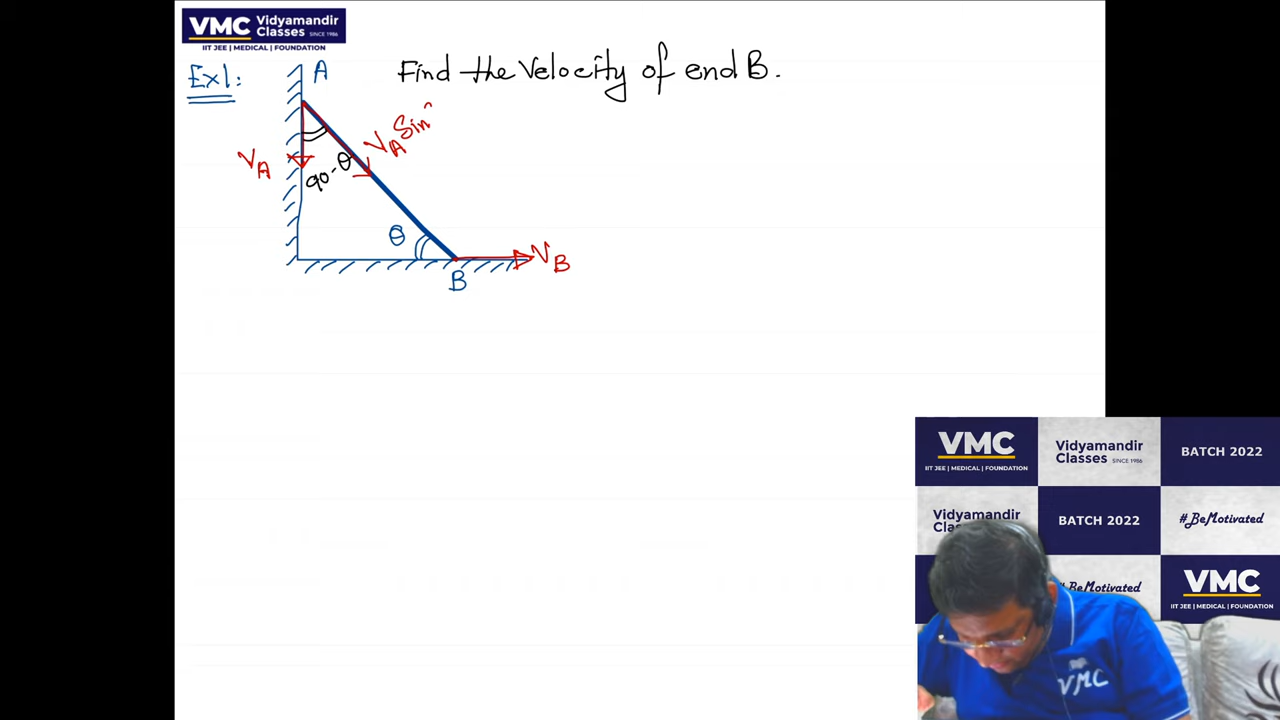 VMC Vidyamandir Classes SINCE 1986
IIT JEE | MEDICAL | FOUNDATION
Ex1:
A
Find the Velocity of end B.
VA Sin
VA
90-θ
θ
VB
B
VMC
IIT JEE | MEDICAL | FOUNDATION
Vidyamandir
Classes SINCE 1986
BATCH 2022
Vidyamandir
BATCH 2022
#BeMotivated
BeMotivated
VMC
IIT JEE | MEDICAL | FOUNDATION
VMC